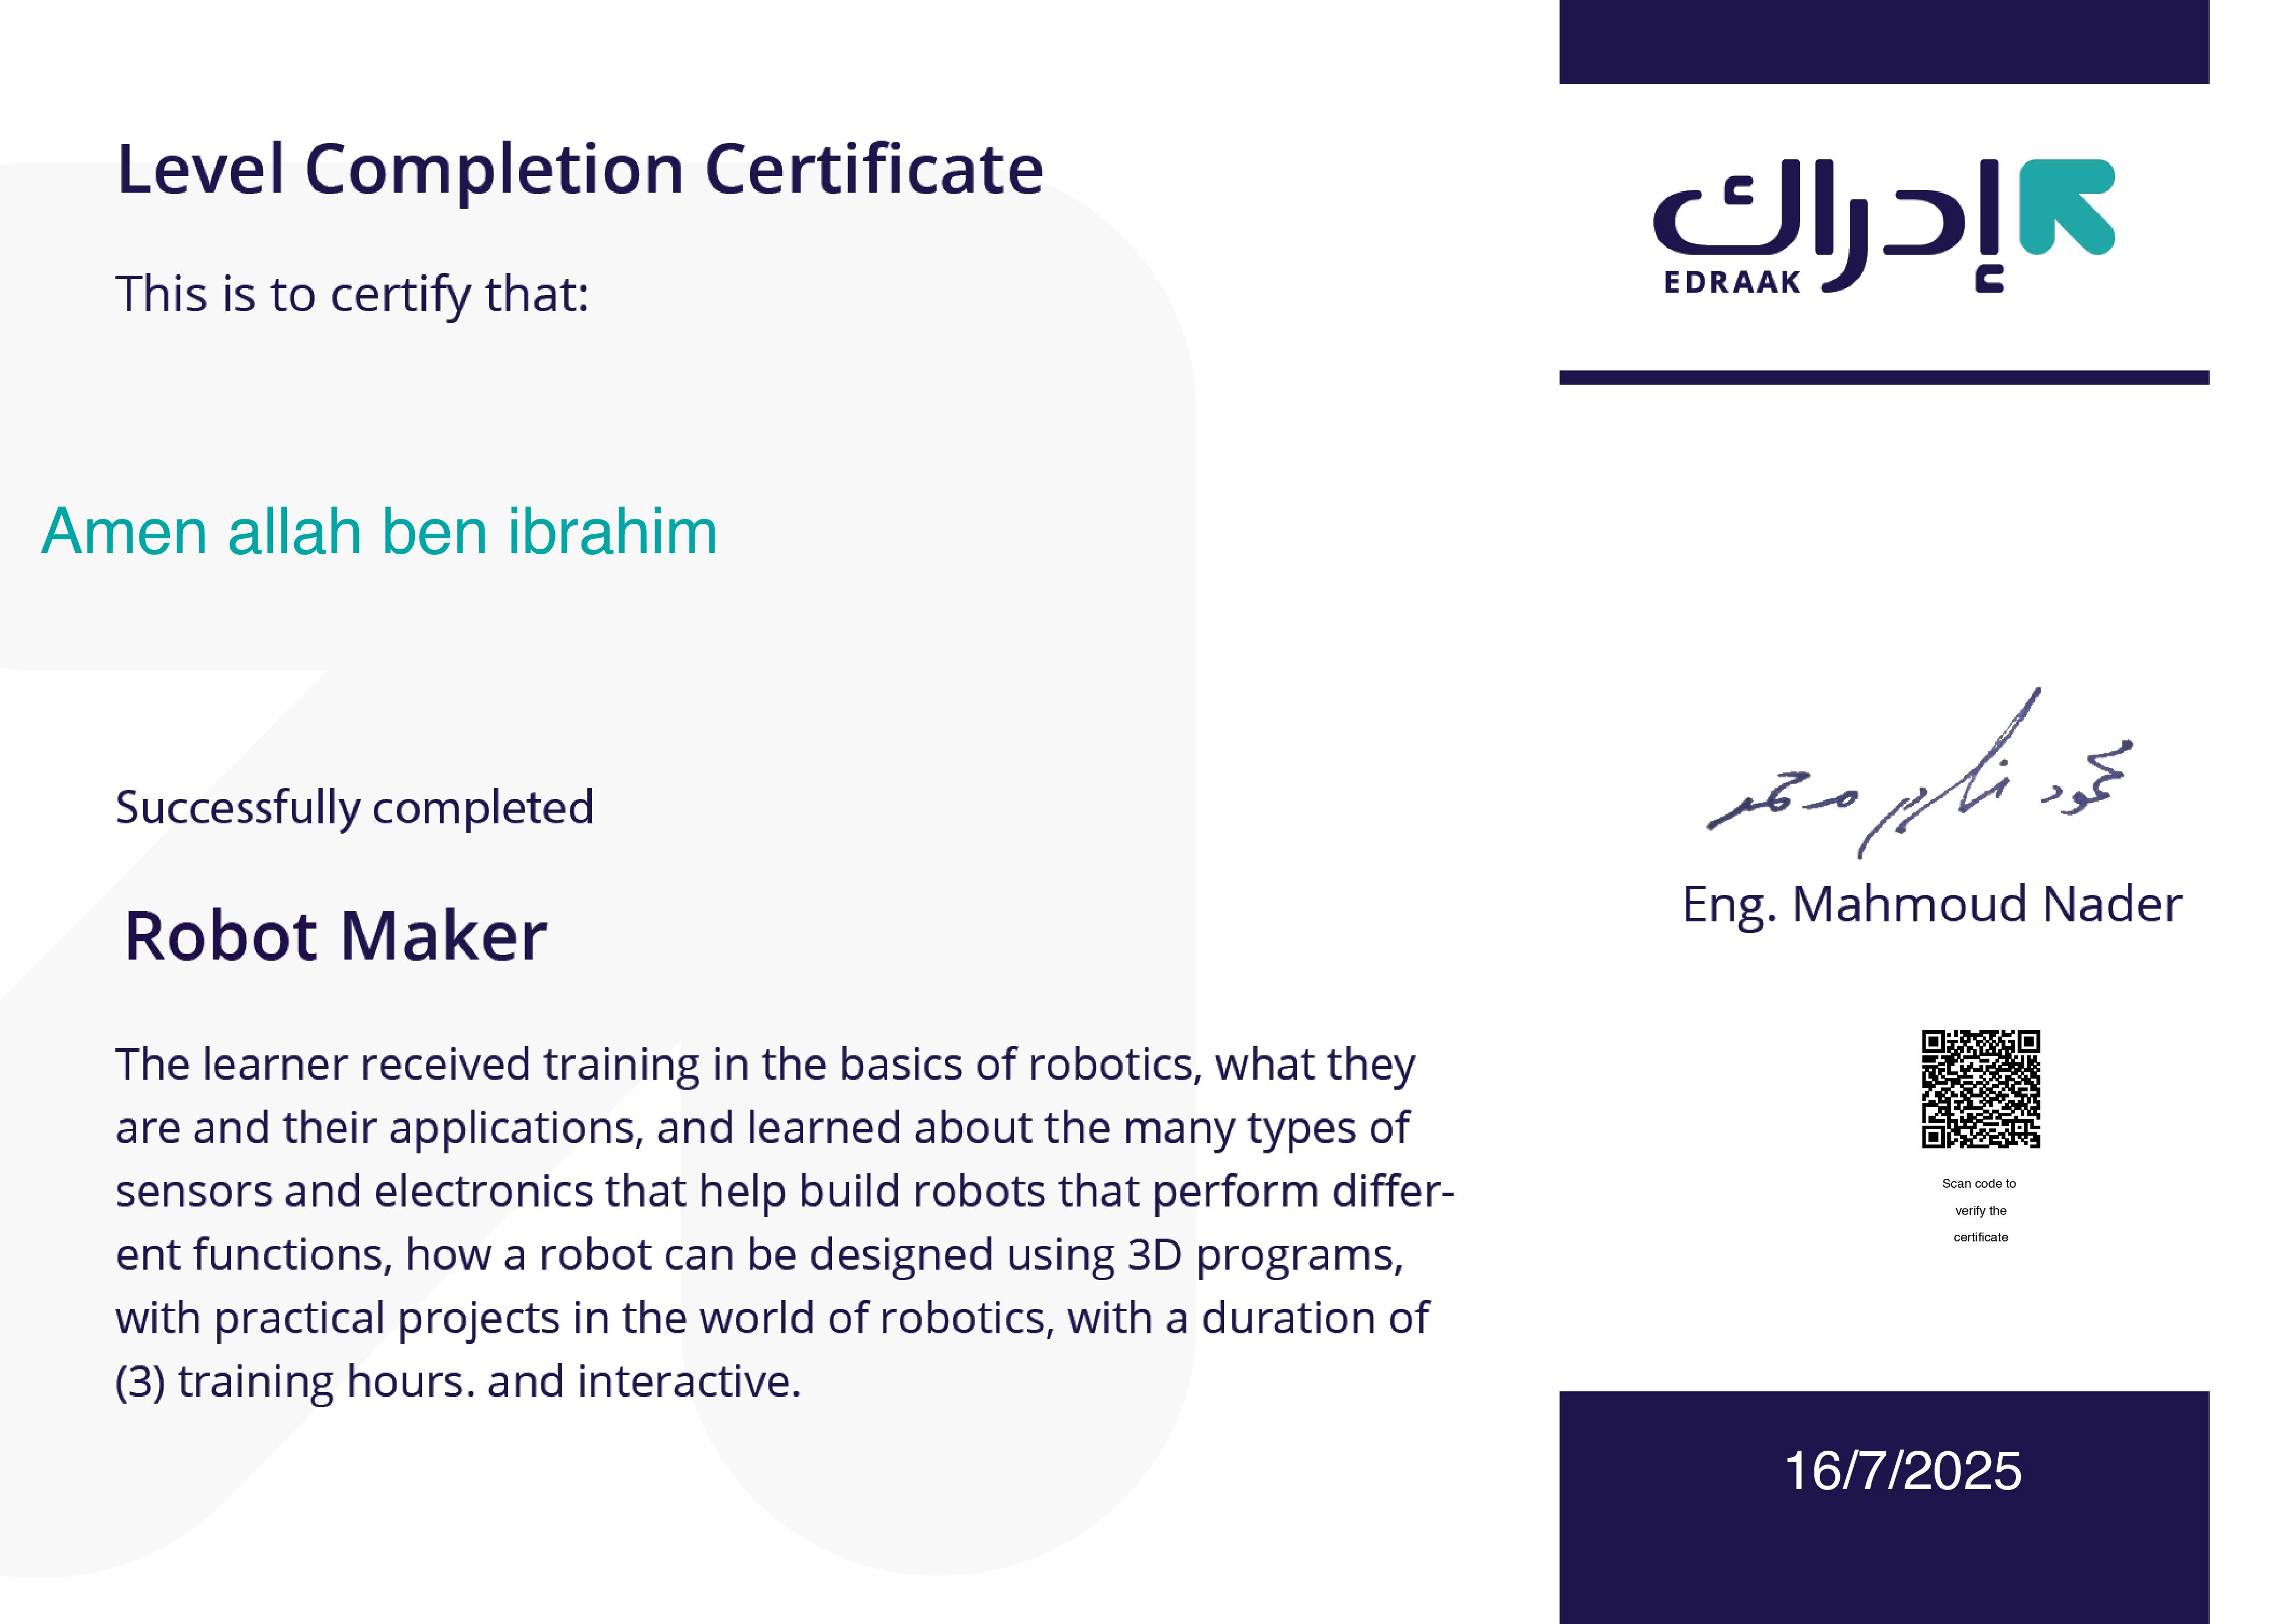 Level Completion Certificate
This is to certify that:
Amen allah ben ibrahim
Successfully completed
Robot Maker
The learner received training in the basics of robotics, what they
are and their applications, and learned about the many types of
sensors and electronics that help build robots that perform differ-
ent functions, how a robot can be designed using 3D programs,
with practical projects in the world of robotics, with a duration of
(3) training hours. and interactive.
إدراك
EDRAAK
محمود نادر
Eng. Mahmoud Nader
Scan code to
verify the
certificate
16/7/2025